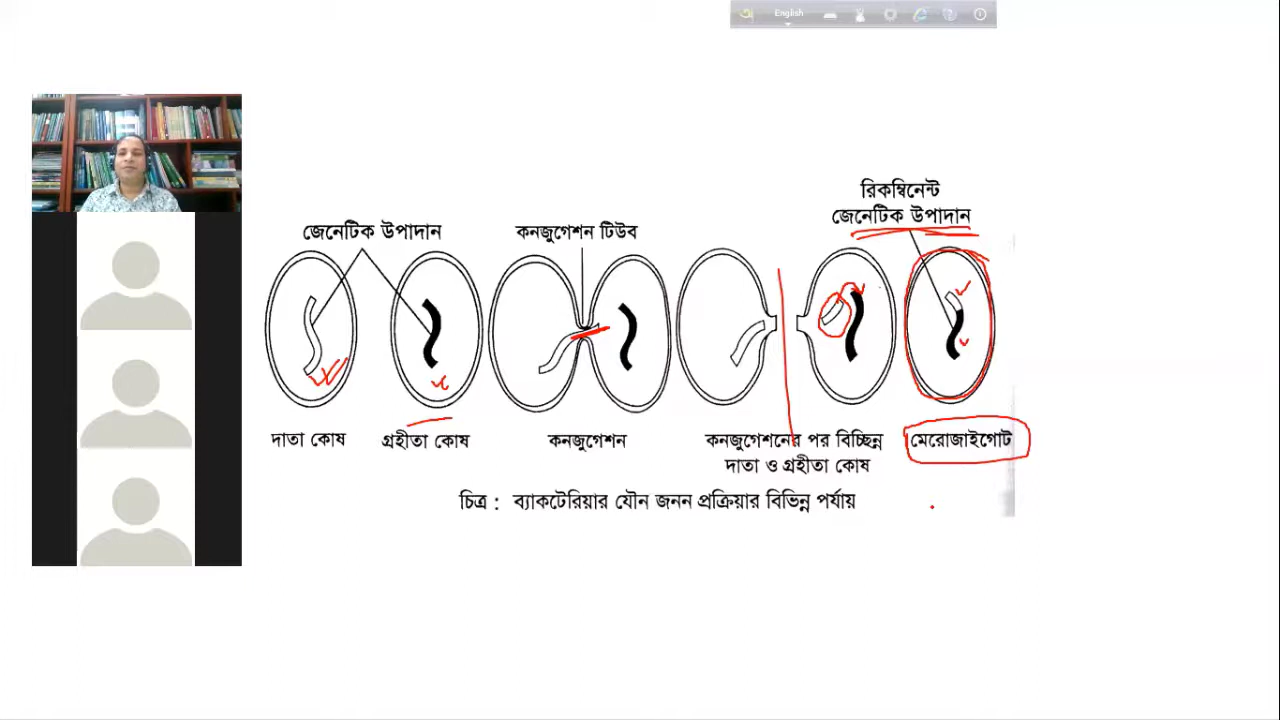 English
রিকম্বিনেন্ট
জেনেটিক উপাদান
জেনেটিক উপাদান
কনজুগেশন টিউব
দাতা কোষ
গ্রহীতা কোষ
কনজুগেশন
কনজুগেশনের পর বিচ্ছিন্ন
দাতা ও গ্রহীতা কোষ
মেরোজাইগোট
চিত্র : ব্যাকটেরিয়ার যৌন জনন প্রক্রিয়ার বিভিন্ন পর্যায়